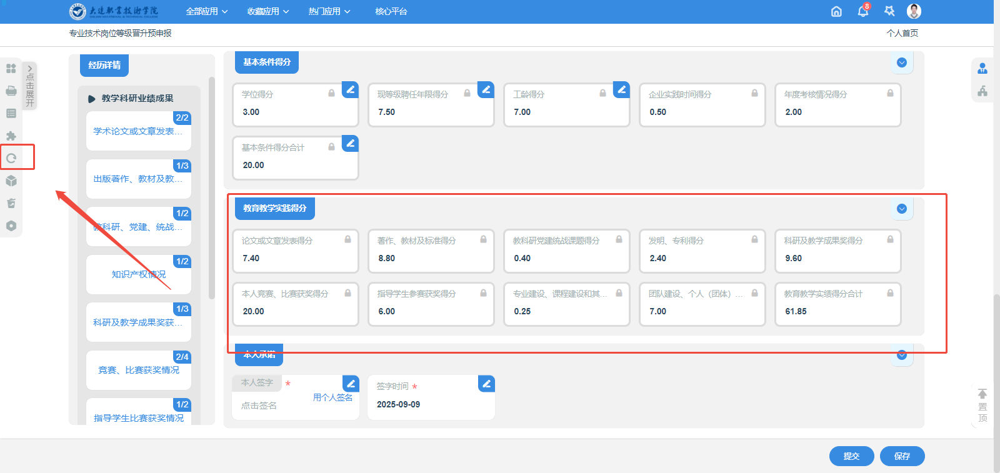 大连职业技术学院
全部应用
收藏应用
热门应用
核心平台
8
专业技术岗位等级晋升预申报
个人首页
点击展开
经历详情
教学科研业绩成果
2/2
学术论文或文章发表...
1/3
出版著作、教材及教...
1/2
教科研、党建、统战...
1/2
知识产权情况
1/3
科研及教学成果奖获...
2/4
竞赛、比赛获奖情况
1/2
指导学生比赛获奖情况
基本条件得分
学位得分
3.00
现等级聘任年限得分
7.50
工龄得分
7.00
企业实践时间得分
0.50
年度考核情况得分
2.00
基本条件得分合计
20.00
教育教学实践得分
论文或文章发表得分
7.40
著作、教材及标准得分
8.80
教科研党建统战课题得分
0.40
发明、专利得分
2.40
科研及教学成果奖得分
9.60
本人竞赛、比赛获奖得分
20.00
指导学生参赛获奖得分
6.00
专业建设、课程建设和其...
0.25
团队建设、个人（团体）...
7.00
教育教学实绩得分合计
61.85
本人承诺
本人签字 *
用个人签名
点击签名
签字时间 *
2025-09-09
置顶
提交
保存